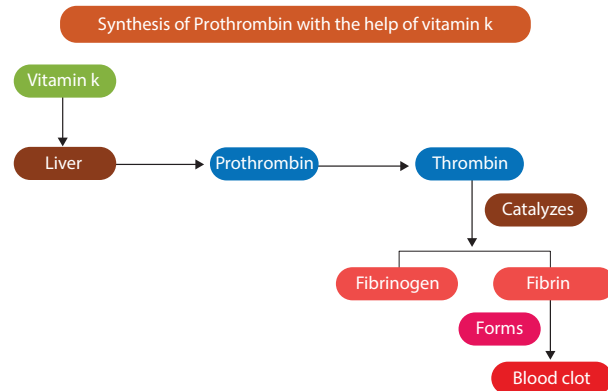 Synthesis of Prothrombin with the help of vitamin k
Vitamin k
Liver
Prothrombin
Thrombin
Catalyzes
Fibrinogen
Fibrin
Forms
Blood clot